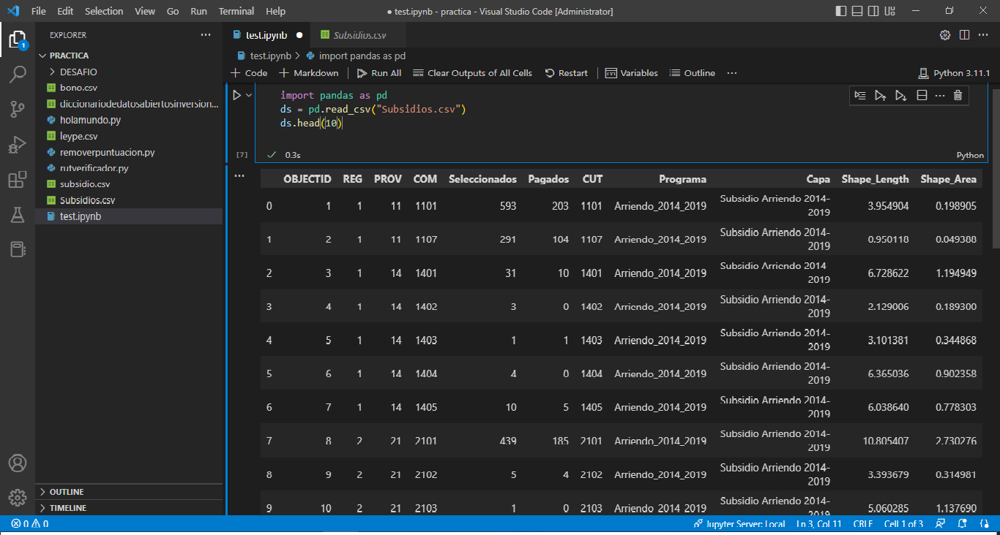 File Edit Selection View Go Run Terminal Help
● test.ipynb - practica - Visual Studio Code [Administrator]
EXPLORER
1
PRACTICA
DESAFIO
bono.csv
diccionariodedatosabiertosinversion...
holamundo.py
leype.csv
removerpuntuacion.py
rutverificador.py
subsidio.csv
Subsidios.csv
test.ipynb
OUTLINE
TIMELINE
test.ipynb ● Subsidios.csv
test.ipynb > import pandas as pd
+ Code + Markdown Run All Clear Outputs of All Cells Restart Variables Outline ... Python 3.11.1
import pandas as pd
ds = pd.read_csv("Subsidios.csv")
ds.head(10)
[7] ✓ 0.3s Python
OBJECTID REG PROV COM Seleccionados Pagados CUT Programa Capa Shape_Length Shape_Area
0 1 1 11 1101 593 203 1101 Arriendo_2014_2019 Subsidio Arriendo 2014-2019 3.954904 0.198905
1 2 1 11 1107 291 104 1107 Arriendo_2014_2019 Subsidio Arriendo 2014-2019 0.950118 0.049388
2 3 1 14 1401 31 10 1401 Arriendo_2014_2019 Subsidio Arriendo 2014-2019 6.728622 1.194949
3 4 1 14 1402 3 0 1402 Arriendo_2014_2019 Subsidio Arriendo 2014-2019 2.129006 0.189300
4 5 1 14 1403 1 1 1403 Arriendo_2014_2019 Subsidio Arriendo 2014-2019 3.101381 0.344868
5 6 1 14 1404 4 0 1404 Arriendo_2014_2019 Subsidio Arriendo 2014-2019 6.365036 0.902358
6 7 1 14 1405 10 5 1405 Arriendo_2014_2019 Subsidio Arriendo 2014-2019 6.038640 0.778303
7 8 2 21 2101 439 185 2101 Arriendo_2014_2019 Subsidio Arriendo 2014-2019 10.805407 2.730276
8 9 2 21 2102 5 4 2102 Arriendo_2014_2019 Subsidio Arriendo 2014-2019 3.393679 0.314981
9 10 2 21 2103 1 0 2103 Arriendo_2014_2019 Subsidio Arriendo 2014-2019 5.060285 1.137690
0 0 Jupyter Server: Local Ln 3, Col 11 CRLF Cell 1 of 3